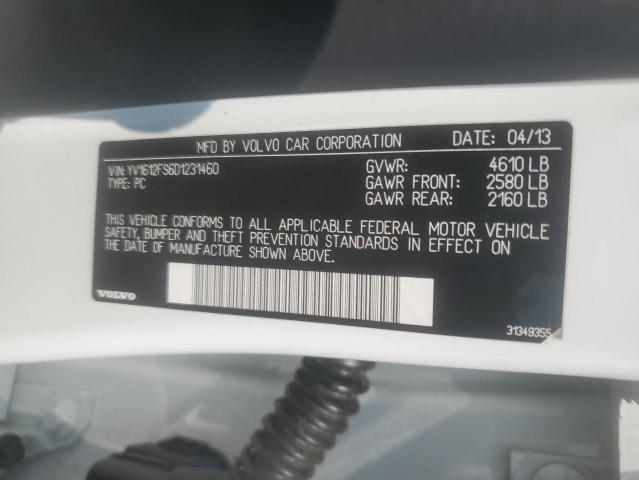 MFD BY VOLVO CAR CORPORATION DATE: 04/13
VIN: YV1612FS6D1231460 GVWR: 4610 LB
TYPE: PC GAWR FRONT: 2580 LB
GAWR REAR: 2160 LB
THIS VEHICLE CONFORMS TO ALL APPLICABLE FEDERAL MOTOR VEHICLE
SAFETY, BUMPER AND THEFT PREVENTION STANDARDS IN EFFECT ON
THE DATE OF MANUFACTURE SHOWN ABOVE.
VOLVO 31349355